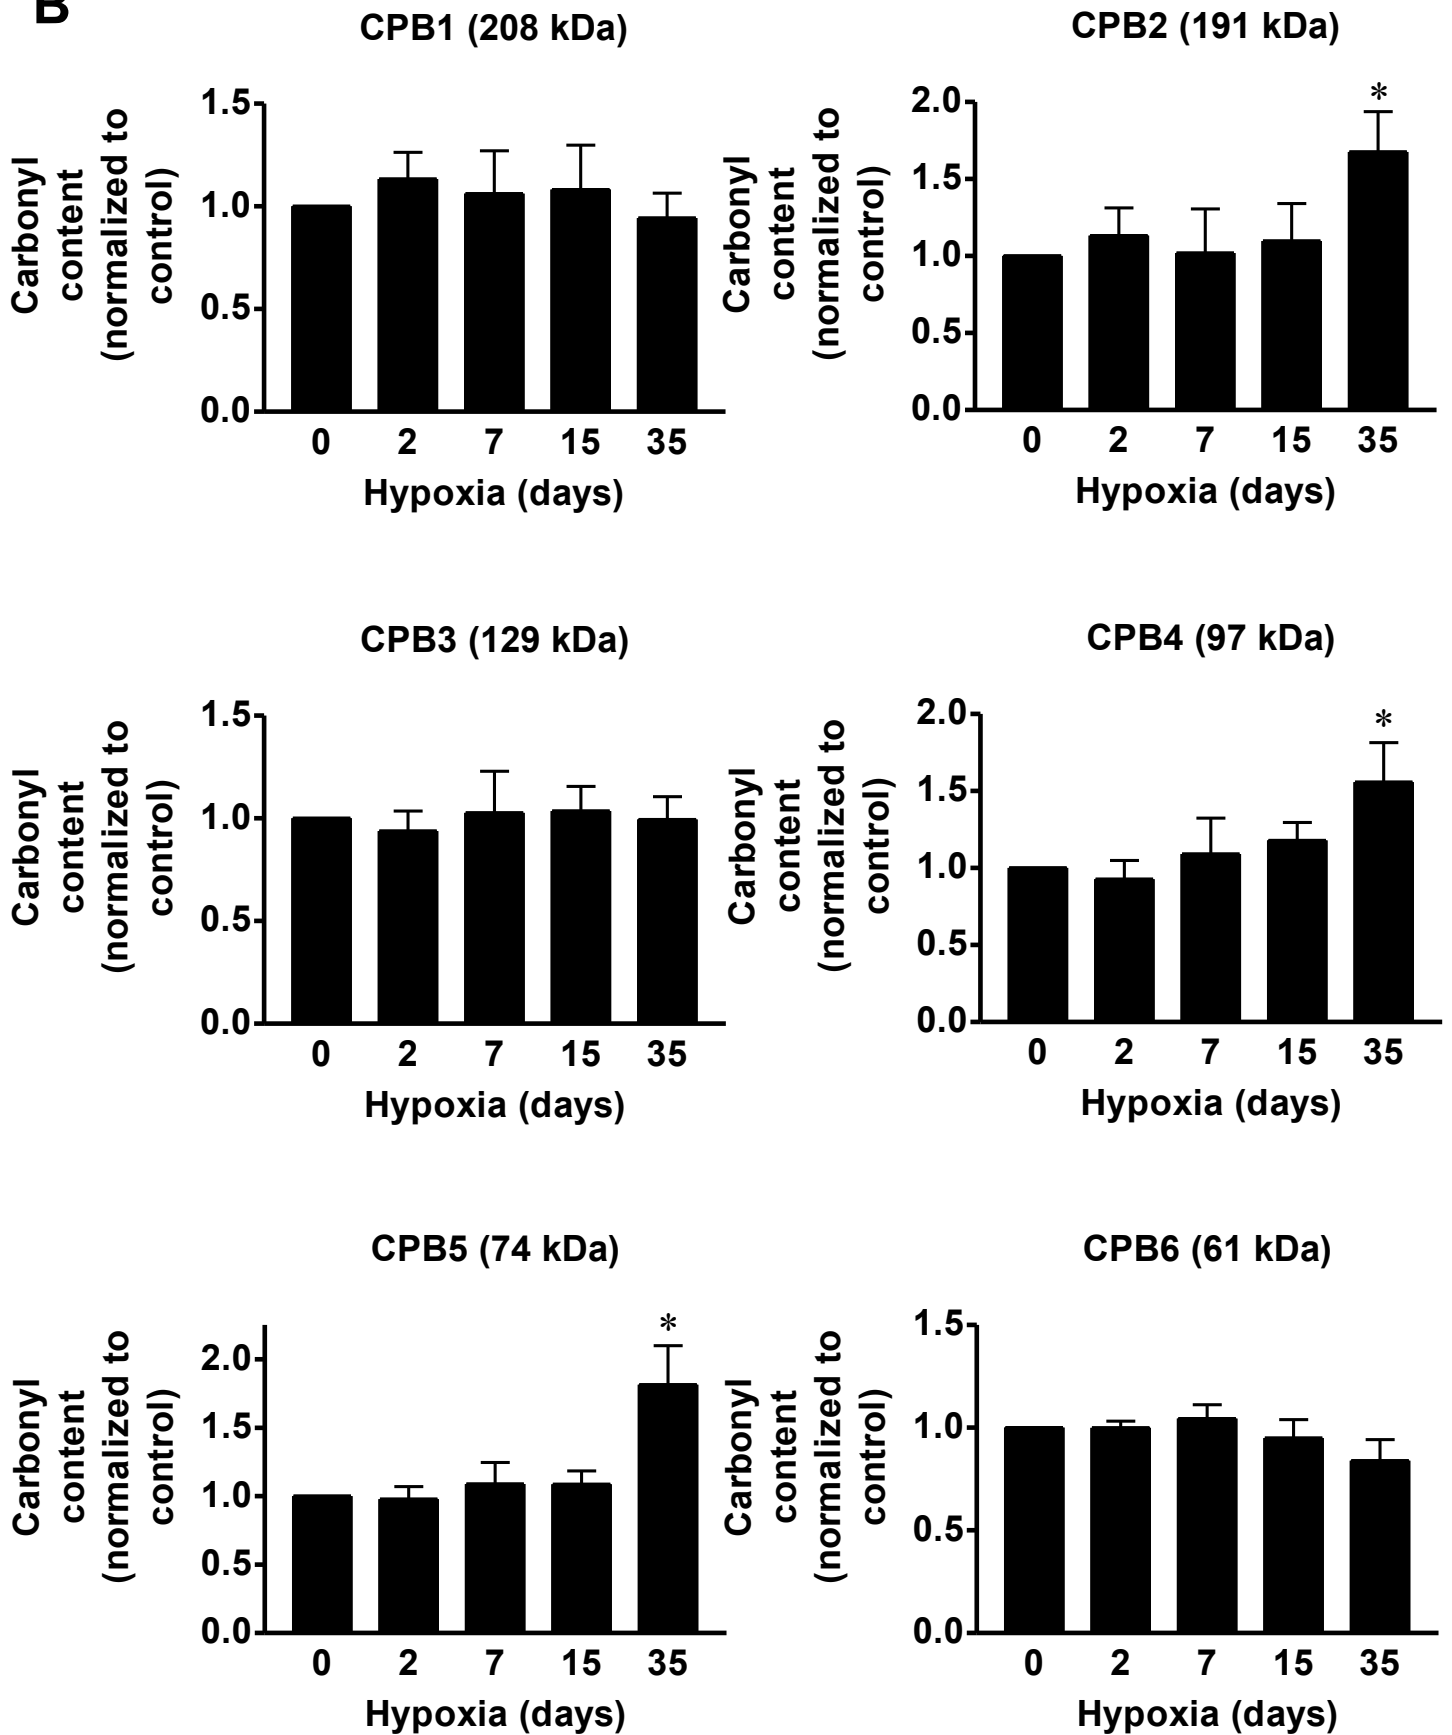 B
CPB1 (208 kDa)
Carbonyl
content
(normalized to
control)
1.5
1.0
0.5
0.0
0 2 7 15 35
Hypoxia (days)
CPB2 (191 kDa)
Carbonyl
content
(normalized to
control)
2.0
1.5
1.0
0.5
0.0
*
0 2 7 15 35
Hypoxia (days)
CPB3 (129 kDa)
Carbonyl
content
(normalized to
control)
1.5
1.0
0.5
0.0
0 2 7 15 35
Hypoxia (days)
CPB4 (97 kDa)
Carbonyl
content
(normalized to
control)
2.0
1.5
1.0
0.5
0.0
*
0 2 7 15 35
Hypoxia (days)
CPB5 (74 kDa)
Carbonyl
content
(normalized to
control)
2.0
1.5
1.0
0.5
0.0
*
0 2 7 15 35
Hypoxia (days)
CPB6 (61 kDa)
Carbonyl
content
(normalized to
control)
1.5
1.0
0.5
0.0
0 2 7 15 35
Hypoxia (days)